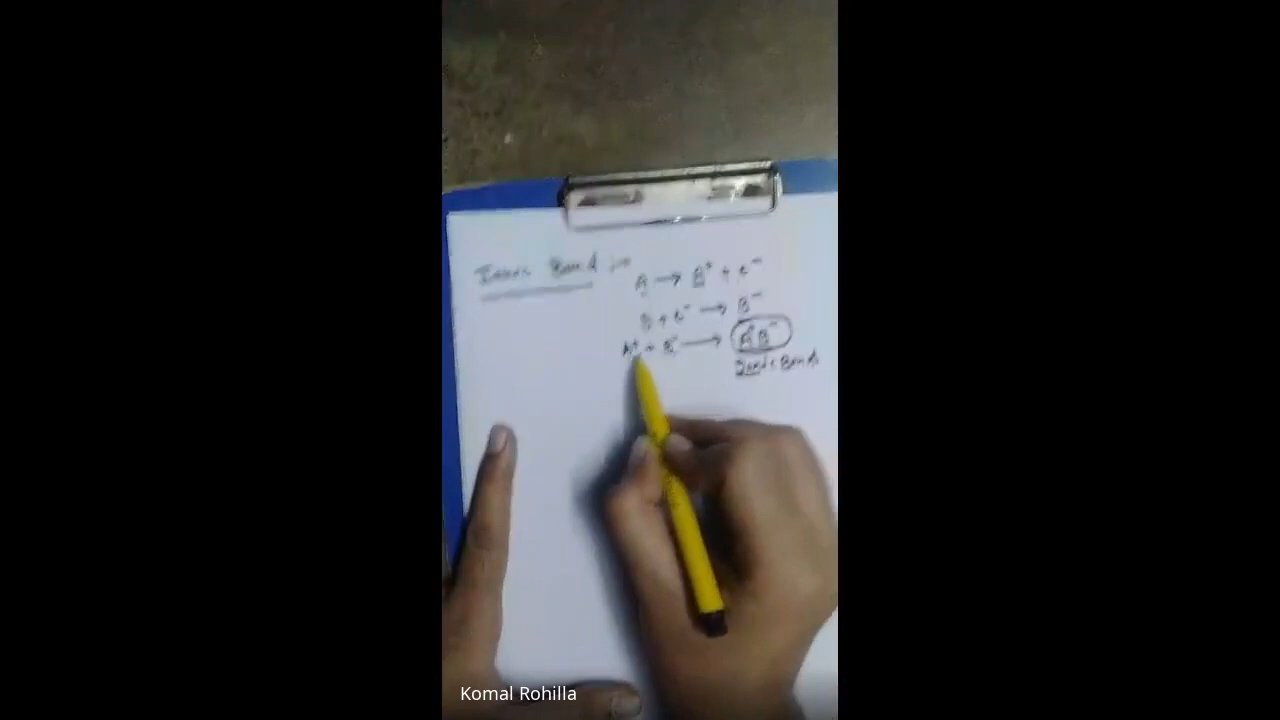 Ionic Bond :-
A → A⁺ + e⁻
B + e⁻ → B⁻
A⁺ + B⁻ → A⁺B⁻
Ionic Bond
Komal Rohilla